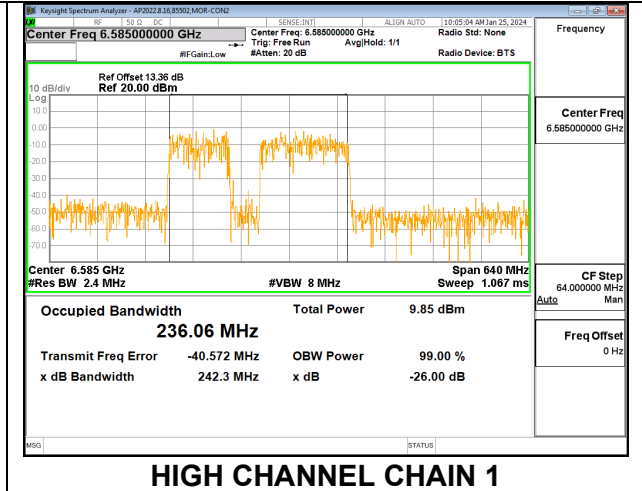 Keysight Spectrum Analyzer - AP2022.8.16,85502,MOR-CON2
RF 50 Ω DC SENSE:INT ALIGN AUTO 10:05:04 AM Jan 25, 2024
Center Freq 6.585000000 GHz
Center Freq: 6.585000000 GHz
Radio Std: None
Trig: Free Run Avg|Hold: 1/1
#IFGain:Low #Atten: 20 dB Radio Device: BTS
Frequency
Ref Offset 13.36 dB
10 dB/div Ref 20.00 dBm
Log
10.0
0.00
-10.0
-20.0
-30.0
-40.0
-50.0
-60.0
-70.0
Center 6.585 GHz Span 640 MHz
#Res BW 2.4 MHz #VBW 8 MHz Sweep 1.067 ms
Center Freq
6.585000000 GHz
CF Step
64.000000 MHz
Auto Man
Freq Offset
0 Hz
Occupied Bandwidth Total Power 9.85 dBm
236.06 MHz
Transmit Freq Error -40.572 MHz OBW Power 99.00 %
x dB Bandwidth 242.3 MHz x dB -26.00 dB
MSG STATUS
HIGH CHANNEL CHAIN 1